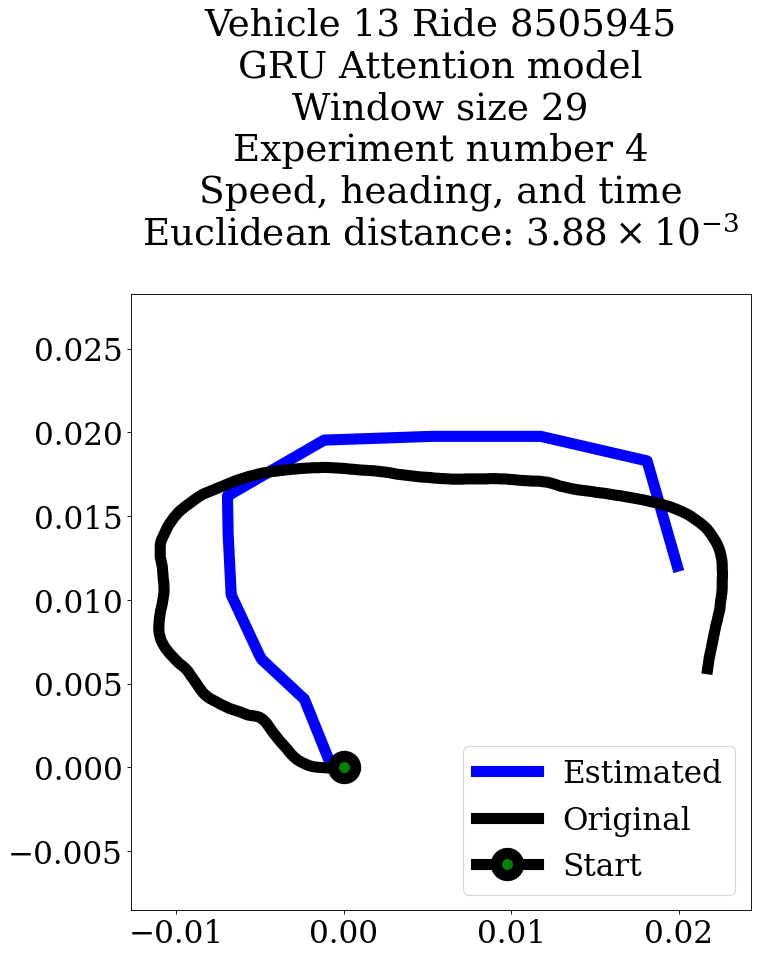 Vehicle 13 Ride 8505945
GRU Attention model
Window size 29
Experiment number 4
Speed, heading, and time
Euclidean distance: 3.88 × 10⁻³
0.025
0.020
0.015
0.010
0.005
0.000
−0.005
−0.01
0.00
0.01
0.02
Estimated
Original
Start